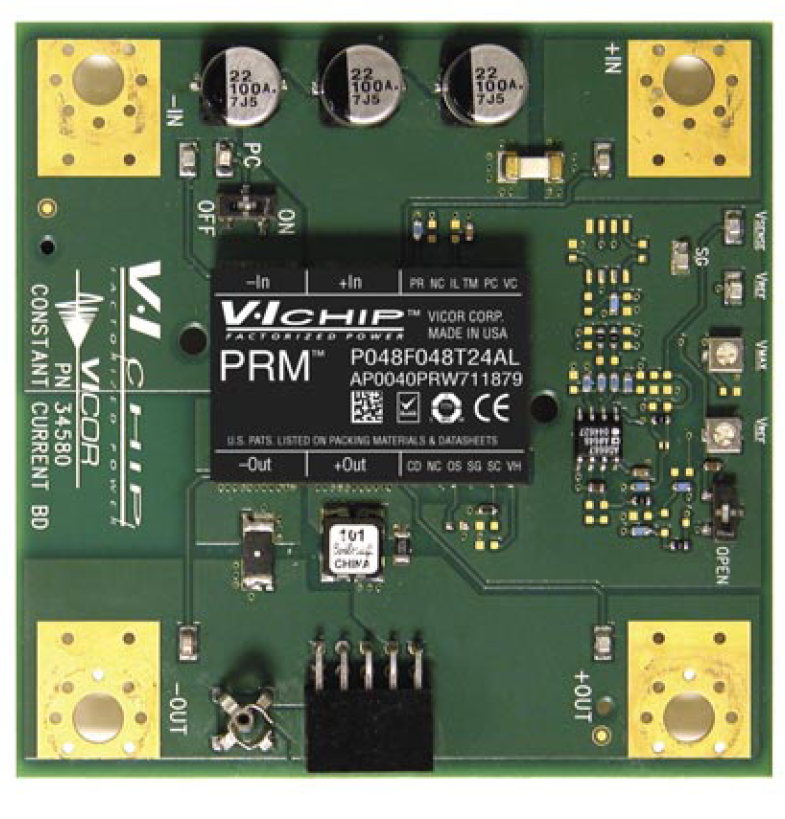 22
100A.
7J5
22
100A.
7J5
22
100A.
7J5
-IN
+IN
PC
OFF
ON
VSENSE
SG
VREF
VMAX
VREF
OPEN
-In
+In
PR NC IL TM PC VC
V·I CHIP™
FACTORIZED POWER
VICOR CORP.
MADE IN USA
PRM™
P048F048T24AL
AP0040PRW711879
CE
U.S. PATS. LISTED ON PACKING MATERIALS & DATASHEETS
-Out
+Out
CD NC OS SG SC VH
V·I CHIP
FACTORIZED POWER
VICOR
PN 34580
CONSTANT CURRENT BD
101
CHINA
-OUT
+OUT